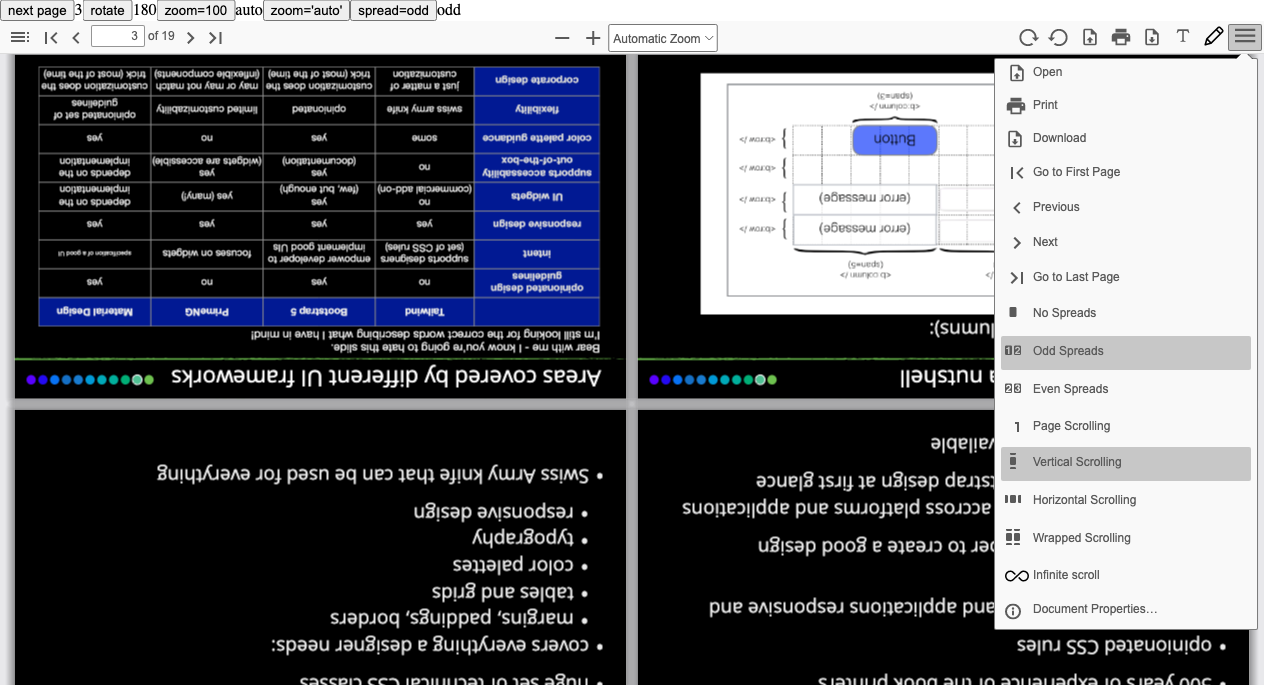 next page 3 rotate 180 zoom=100 auto zoom='auto' spread=odd odd
3 of 19
Automatic Zoom
T
Open
Print
Download
Go to First Page
Previous
Next
Go to Last Page
No Spreads
Odd Spreads
Even Spreads
Page Scrolling
Vertical Scrolling
Horizontal Scrolling
Wrapped Scrolling
Infinite scroll
Document Properties…
Areas covered by different UI frameworks
Bear with me - I know you're going to hate this slide.
I'm still looking for the correct words describing what I have in mind!
Tailwind Bootstrap 5 PrimeNG Material Design
opinionated design guidelines no yes no yes
intent supports designers (set of CSS rules) empower developer to implement good UIs focuses on widgets specification of a good UI
responsive design yes yes yes yes
UI widgets no (commercial add-on) yes (few, but enough) yes (many!) depends on the implementation
supports accessability out-of-the-box no yes (documentation) yes (widgets are accessible) depends on the implementation
color palette guidance some yes no yes
flexibility swiss army knife opinionated limited customizability opinionated set of guidelines
corporate design just a matter of customization customization does the trick (most of the time) may or may not match (inflexible components) customization does the trick (most of the time)
a nutshell
lumns):
<b-column />
(span=5)
(error message)
<b-row />
(error message)
<b-row />
<b-row />
Button
<b-row />
<b-column />
(span=3)
• huge set of technical CSS classes
• covers everything a designer needs:
• margins, paddings, borders
• tables and grids
• color palettes
• typography
• responsive design
• Swiss Army knife that can be used for everything
• 500 years of experience of the book printers
• opinionated CSS rules
and applications responsive and
per to create a good design
accross platforms and applications
tstrap design at first glance
available